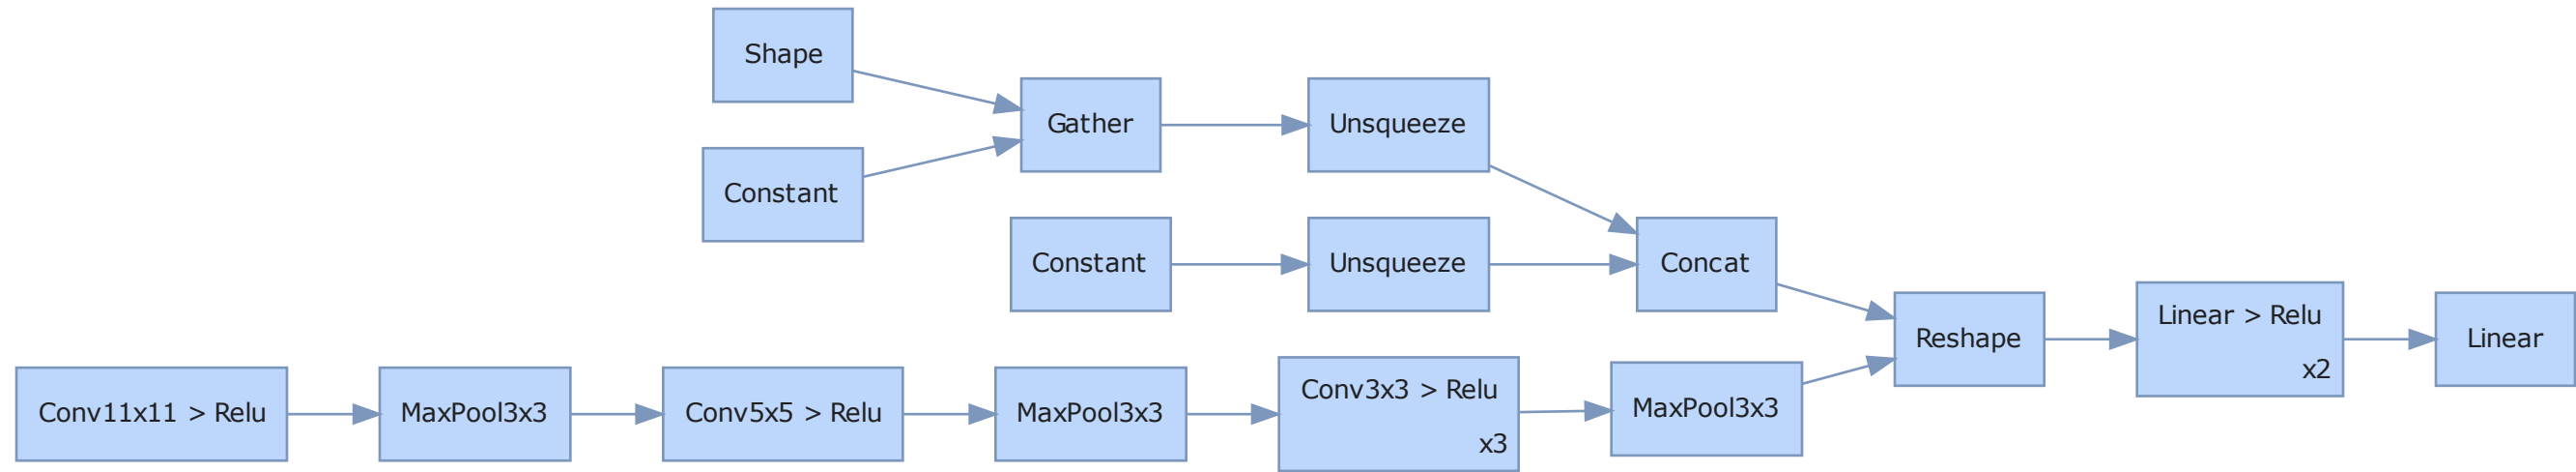 Shape
Constant
Gather
Unsqueeze
Constant
Unsqueeze
Concat
Conv11x11 > Relu
MaxPool3x3
Conv5x5 > Relu
MaxPool3x3
Conv3x3 > Relu
x3
MaxPool3x3
Reshape
Linear > Relu
x2
Linear